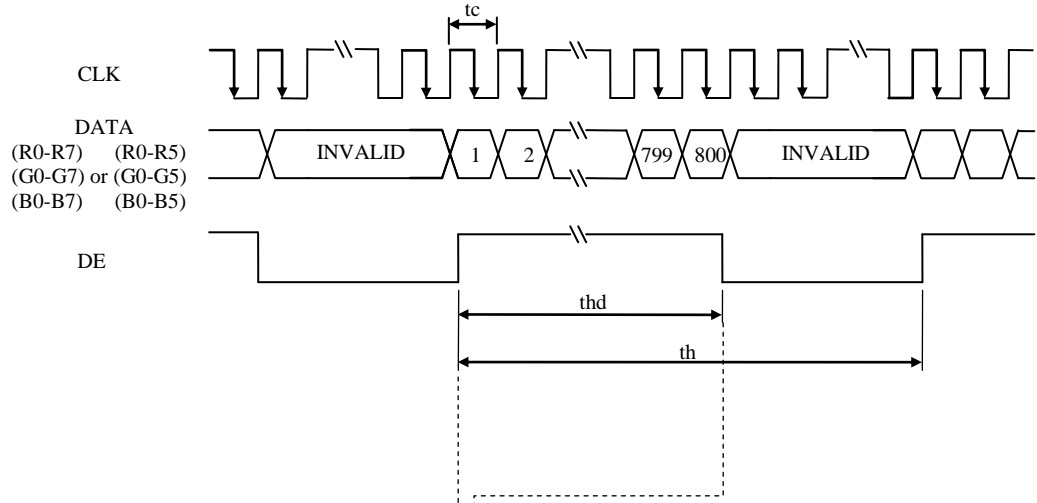 tc
CLK
DATA
(R0-R7) (R0-R5)
(G0-G7) or (G0-G5)
(B0-B7) (B0-B5)
INVALID 1 2 799 800 INVALID
DE
thd
th